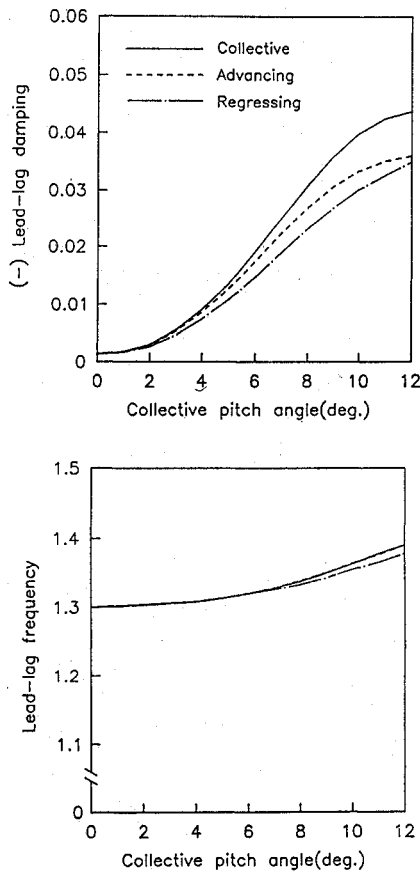 0.06
0.05
0.04
0.03
0.02
0.01
0
(-) Lead-lag damping
Collective
Advancing
Regressing
0 2 4 6 8 10 12
Collective pitch angle(deg.)
1.5
1.4
1.3
1.2
1.1
0
Lead-lag frequency
0 2 4 6 8 10 12
Collective pitch angle(deg.)